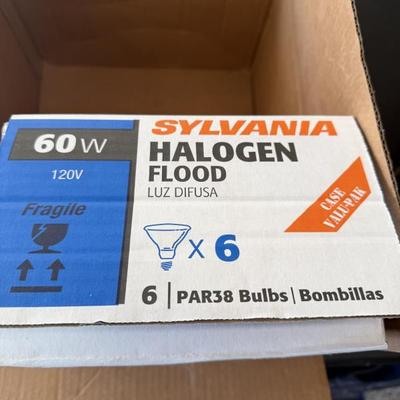 SYLVANIA
60W
HALOGEN
120V
FLOOD
LUZ DIFUSA
Fragile
CASE
VALU-PAK
X 6
6 | PAR38 Bulbs | Bombillas